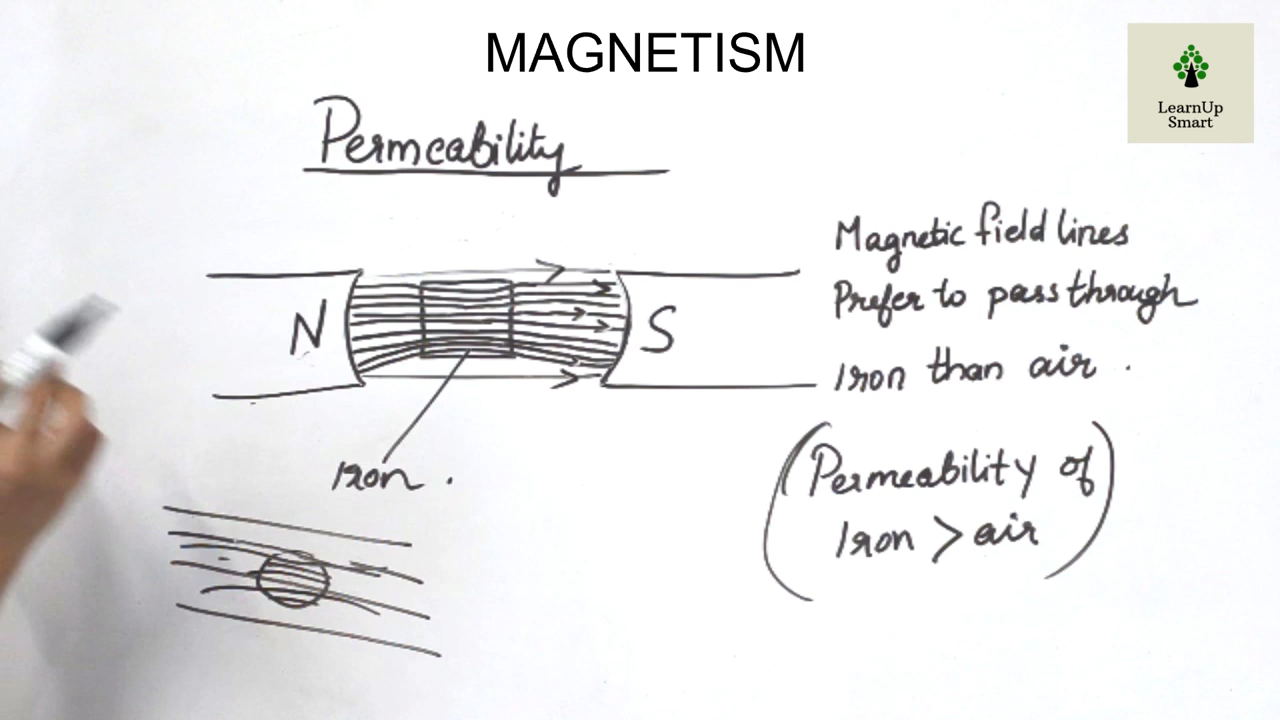 MAGNETISM
LearnUp
Smart
Permeability
N
S
Iron.
Magnetic field lines
Prefer to pass through
Iron than air.
(Permeability of
Iron > air)